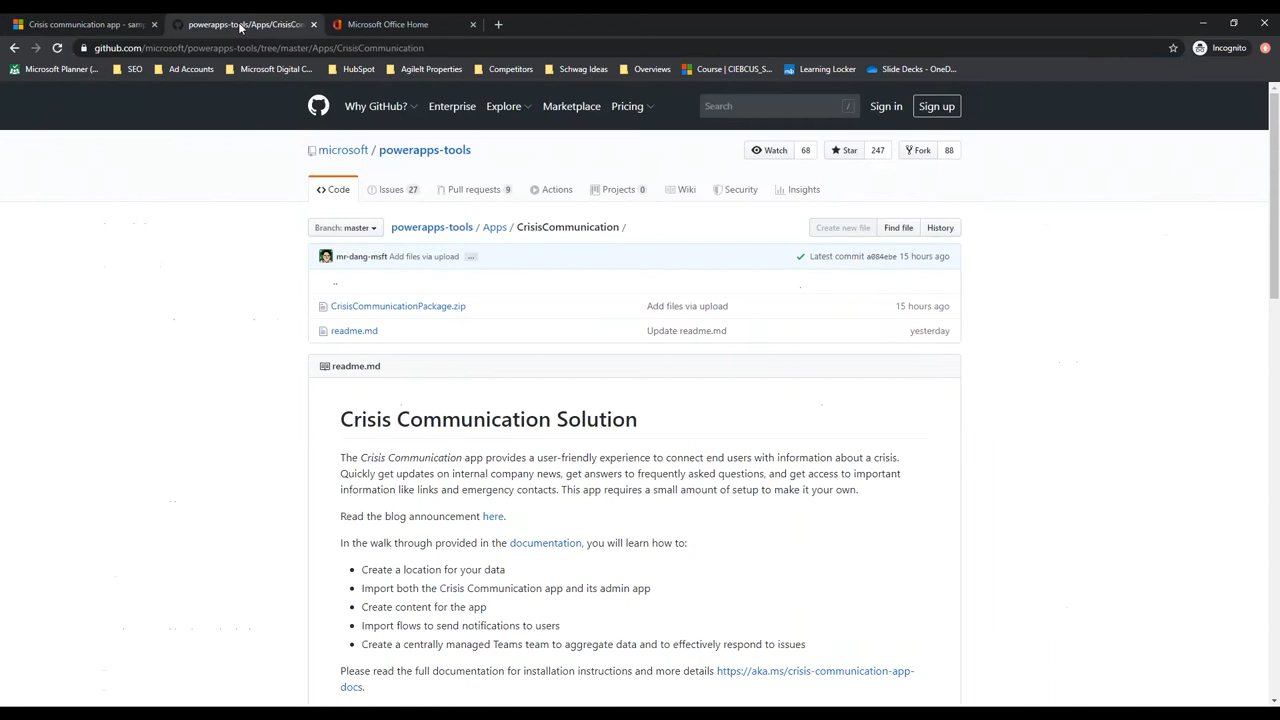 Crisis communication app - sam
powerapps-tools/Apps/CrisisCon
Microsoft Office Home
github.com/microsoft/powerapps-tools/tree/master/Apps/CrisisCommunication
Incognito
Microsoft Planner (...
SEO
Ad Accounts
Microsoft Digital C...
HubSpot
AgileIt Properties
Competitors
Schwag Ideas
Overviews
Course | CIEBCUS_S...
Learning Locker
Slide Decks - OneD...
Why GitHub?
Enterprise
Explore
Marketplace
Pricing
Search /
Sign in
Sign up
microsoft / powerapps-tools
Watch 68
Star 247
Fork 88
<> Code
Issues 27
Pull requests 9
Actions
Projects 0
Wiki
Security
Insights
Branch: master
powerapps-tools / Apps / CrisisCommunication /
Create new file
Find file
History
mr-dang-msft Add files via upload ...
Latest commit a084ebe 15 hours ago
..
CrisisCommunicationPackage.zip Add files via upload 15 hours ago
readme.md Update readme.md yesterday
readme.md
Crisis Communication Solution
The Crisis Communication app provides a user-friendly experience to connect end users with information about a crisis.
Quickly get updates on internal company news, get answers to frequently asked questions, and get access to important
information like links and emergency contacts. This app requires a small amount of setup to make it your own.
Read the blog announcement here.
In the walk through provided in the documentation, you will learn how to:
• Create a location for your data
• Import both the Crisis Communication app and its admin app
• Create content for the app
• Import flows to send notifications to users
• Create a centrally managed Teams team to aggregate data and to effectively respond to issues
Please read the full documentation for installation instructions and more details https://aka.ms/crisis-communication-app-
docs.